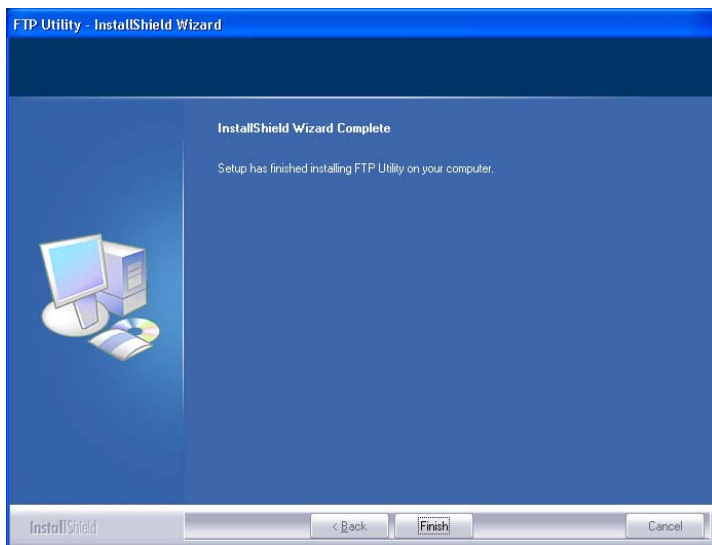 FTP Utility - InstallShield Wizard
InstallShield Wizard Complete
Setup has finished installing FTP Utility on your computer.
InstallShield
< Back
Finish
Cancel